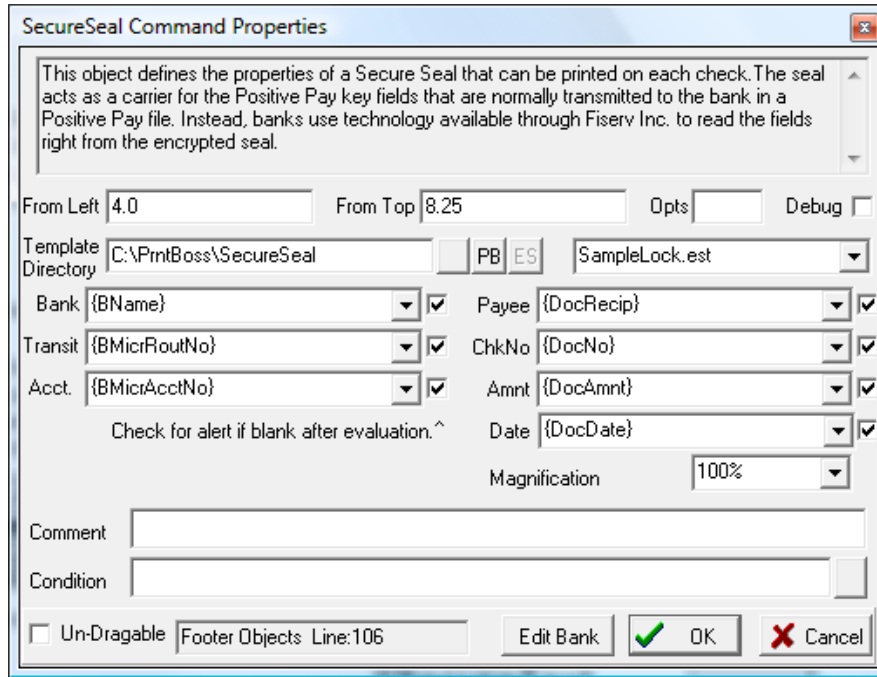 SecureSeal Command Properties
This object defines the properties of a Secure Seal that can be printed on each check.The seal
acts as a carrier for the Positive Pay key fields that are normally transmitted to the bank in a
Positive Pay file. Instead, banks use technology available through Fiserv Inc. to read the fields
right from the encrypted seal.
From Left 4.0 From Top 8.25 Opts Debug
Template Directory C:\PrntBoss\SecureSeal PB ES SampleLock.est
Bank {BName} Payee {DocRecip}
Transit {BMicrRoutNo} ChkNo {DocNo}
Acct. {BMicrAcctNo} Amnt {DocAmnt}
Check for alert if blank after evaluation.^ Date {DocDate}
Magnification 100%
Comment
Condition
Un-Dragable Footer Objects Line:106 Edit Bank OK Cancel